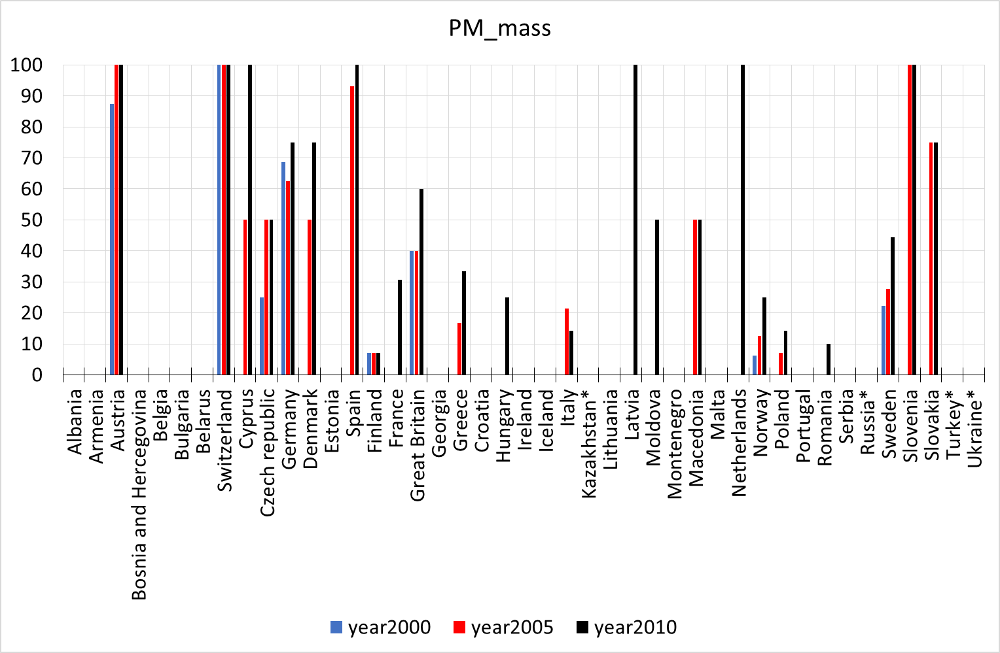 PM_mass
100
90
80
70
60
50
40
30
20
10
0
Albania
Armenia
Austria
Bosnia and Hercegovina
Belgia
Bulgaria
Belarus
Switzerland
Cyprus
Czech republic
Germany
Denmark
Estonia
Spain
Finland
France
Great Britain
Georgia
Greece
Croatia
Hungary
Ireland
Iceland
Italy
Kazakhstan*
Lithuania
Latvia
Moldova
Montenegro
Macedonia
Malta
Netherlands
Norway
Poland
Portugal
Romania
Serbia
Russia*
Sweden
Slovenia
Slovakia
Turkey*
Ukraine*
year2000 year2005 year2010